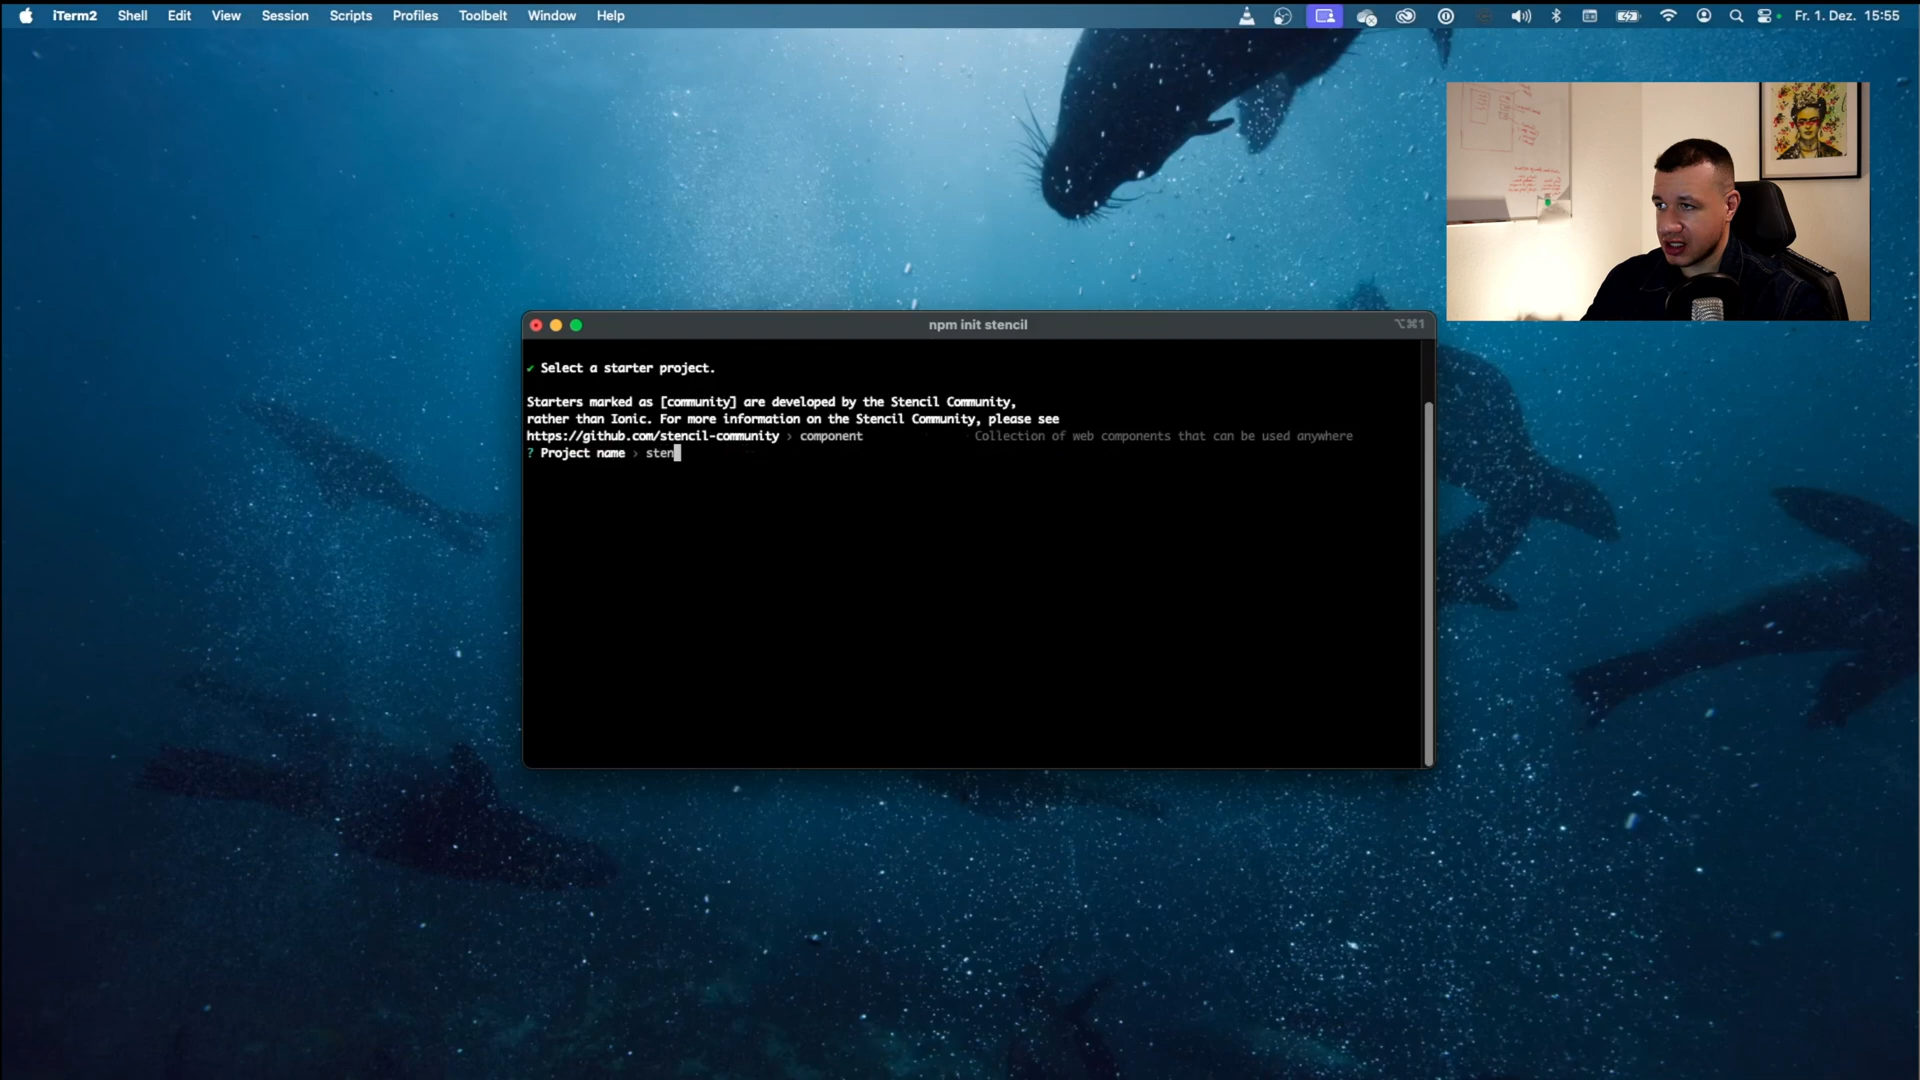 iTerm2 Shell Edit View Session Scripts Profiles Toolbelt Window Help Fr. 1. Dez. 15:55
npm init stencil ⌥⌘1
✔ Select a starter project.
Starters marked as [community] are developed by the Stencil Community,
rather than Ionic. For more information on the Stencil Community, please see
https://github.com/stencil-community › component Collection of web components that can be used anywhere
? Project name › sten